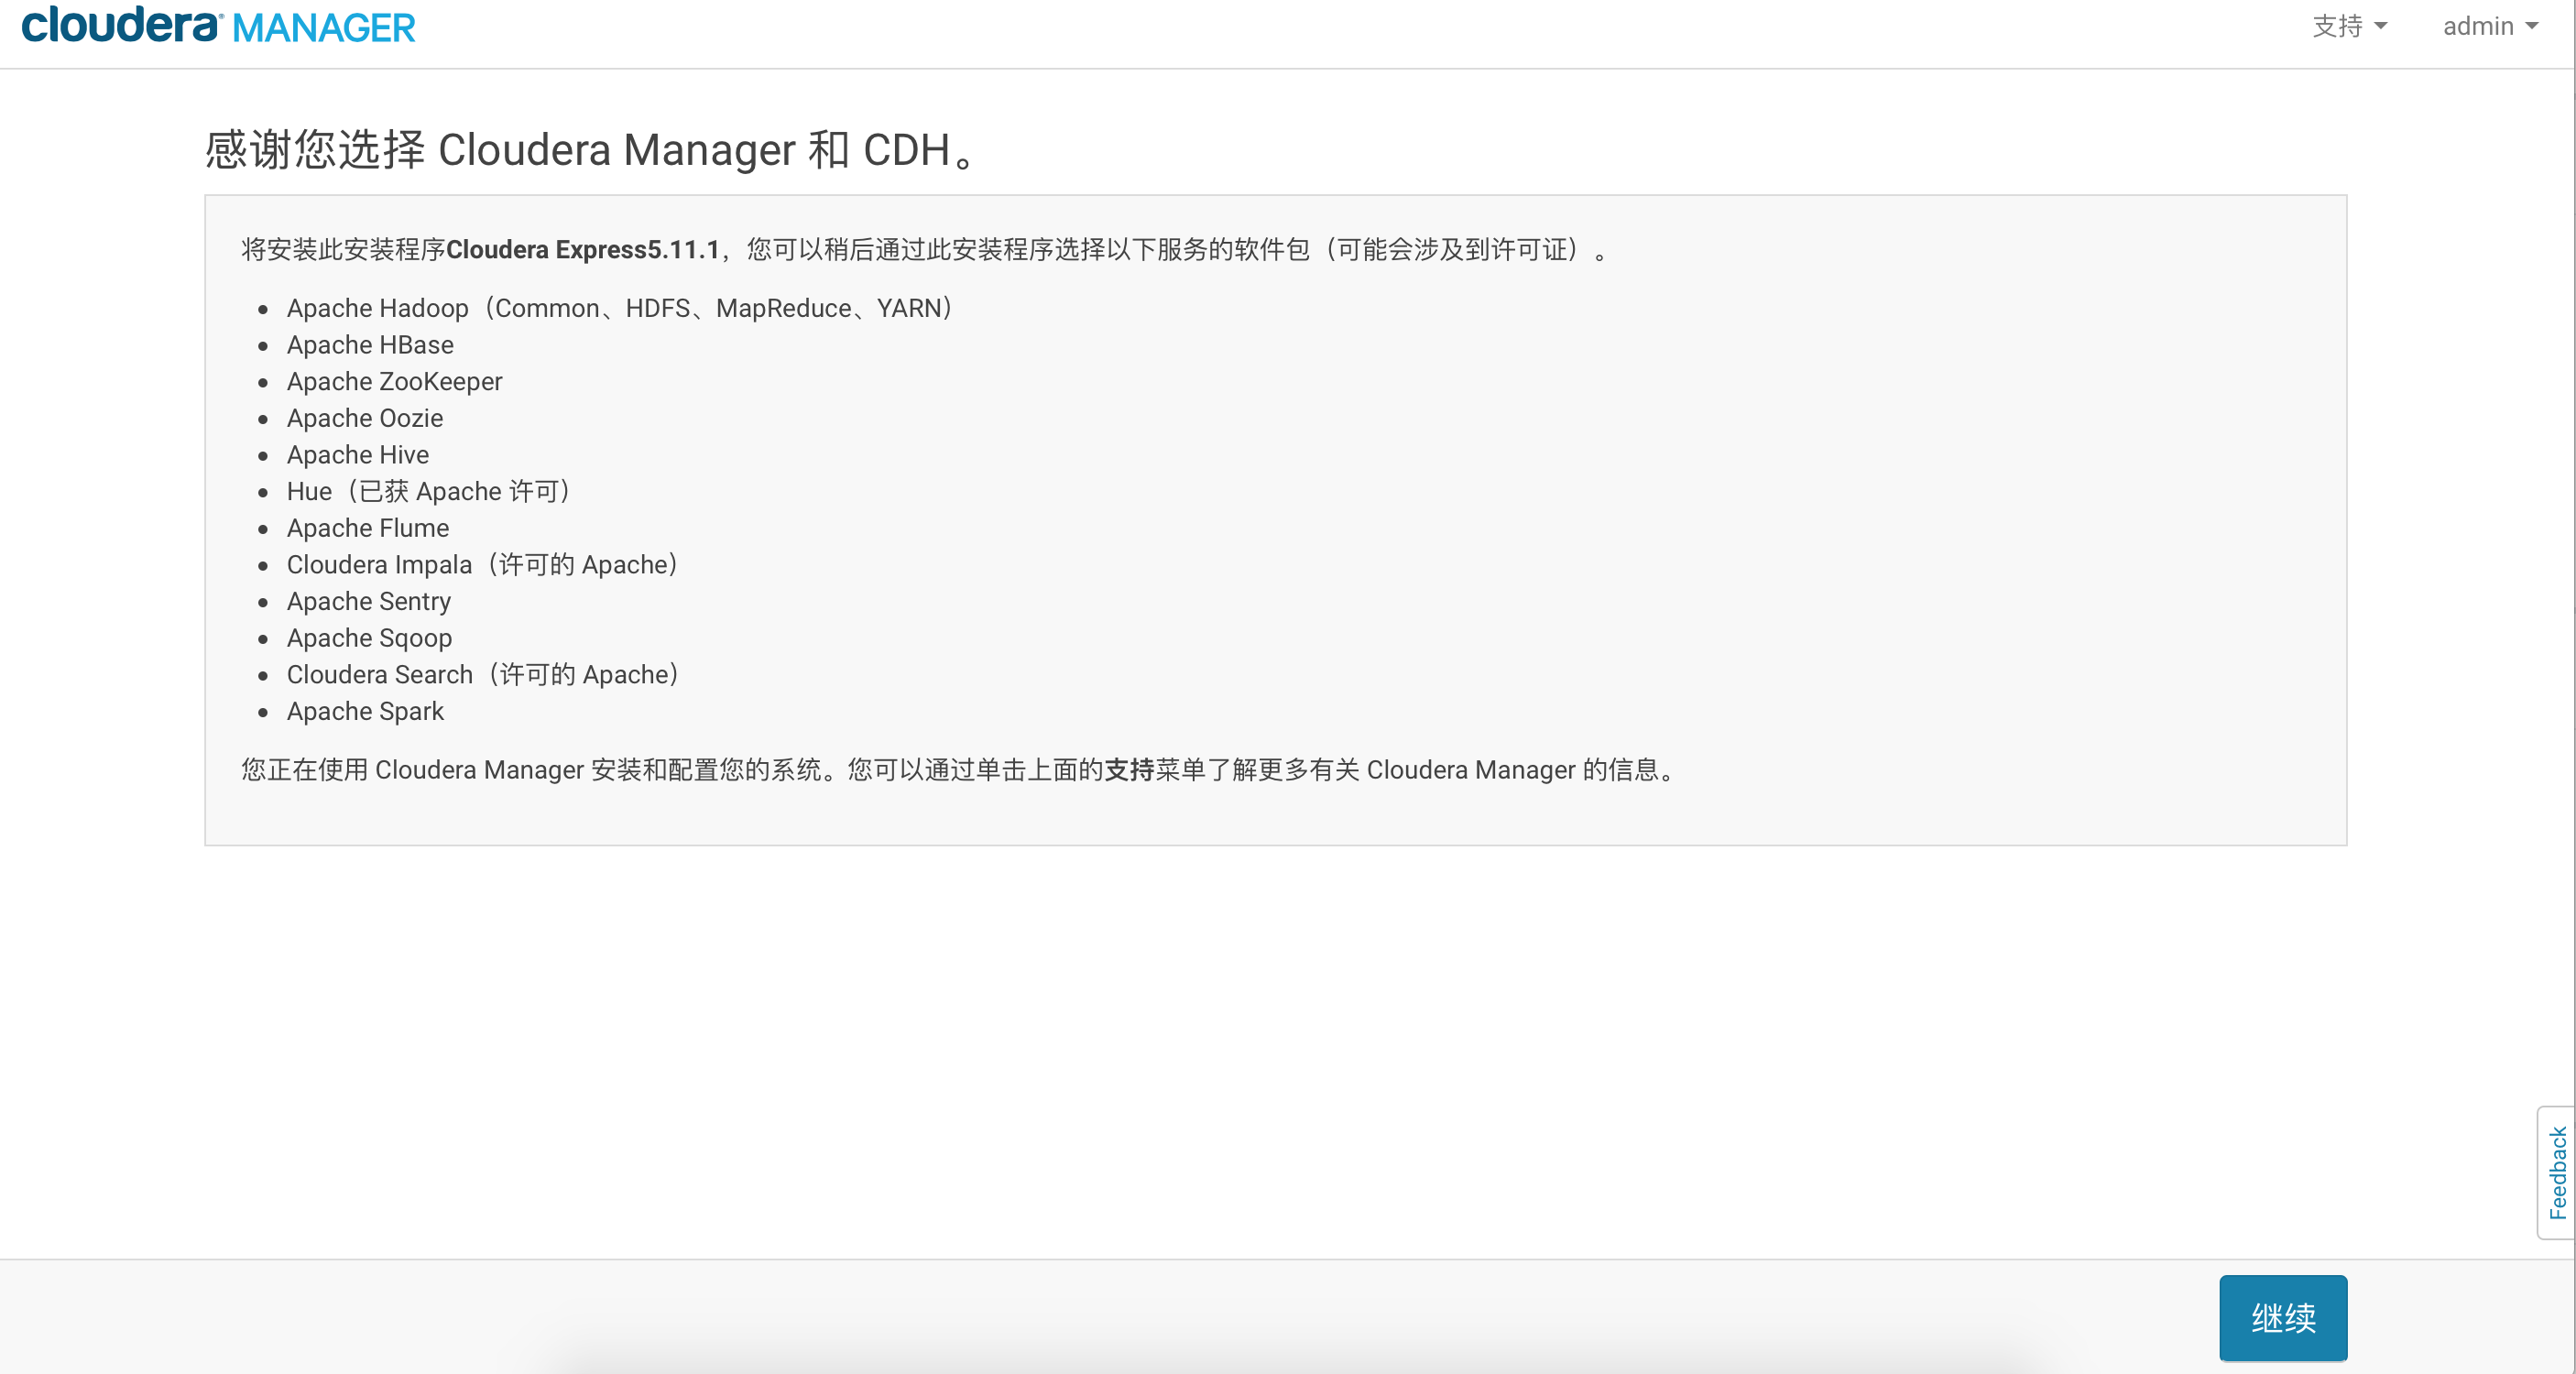 cloudera MANAGER
支持
admin
感谢您选择 Cloudera Manager 和 CDH。
将安装此安装程序Cloudera Express5.11.1，您可以稍后通过此安装程序选择以下服务的软件包（可能会涉及到许可证）。
Apache Hadoop（Common、HDFS、MapReduce、YARN）
Apache HBase
Apache ZooKeeper
Apache Oozie
Apache Hive
Hue（已获 Apache 许可）
Apache Flume
Cloudera Impala（许可的 Apache）
Apache Sentry
Apache Sqoop
Cloudera Search（许可的 Apache）
Apache Spark
您正在使用 Cloudera Manager 安装和配置您的系统。您可以通过单击上面的支持菜单了解更多有关 Cloudera Manager 的信息。
Feedback
继续